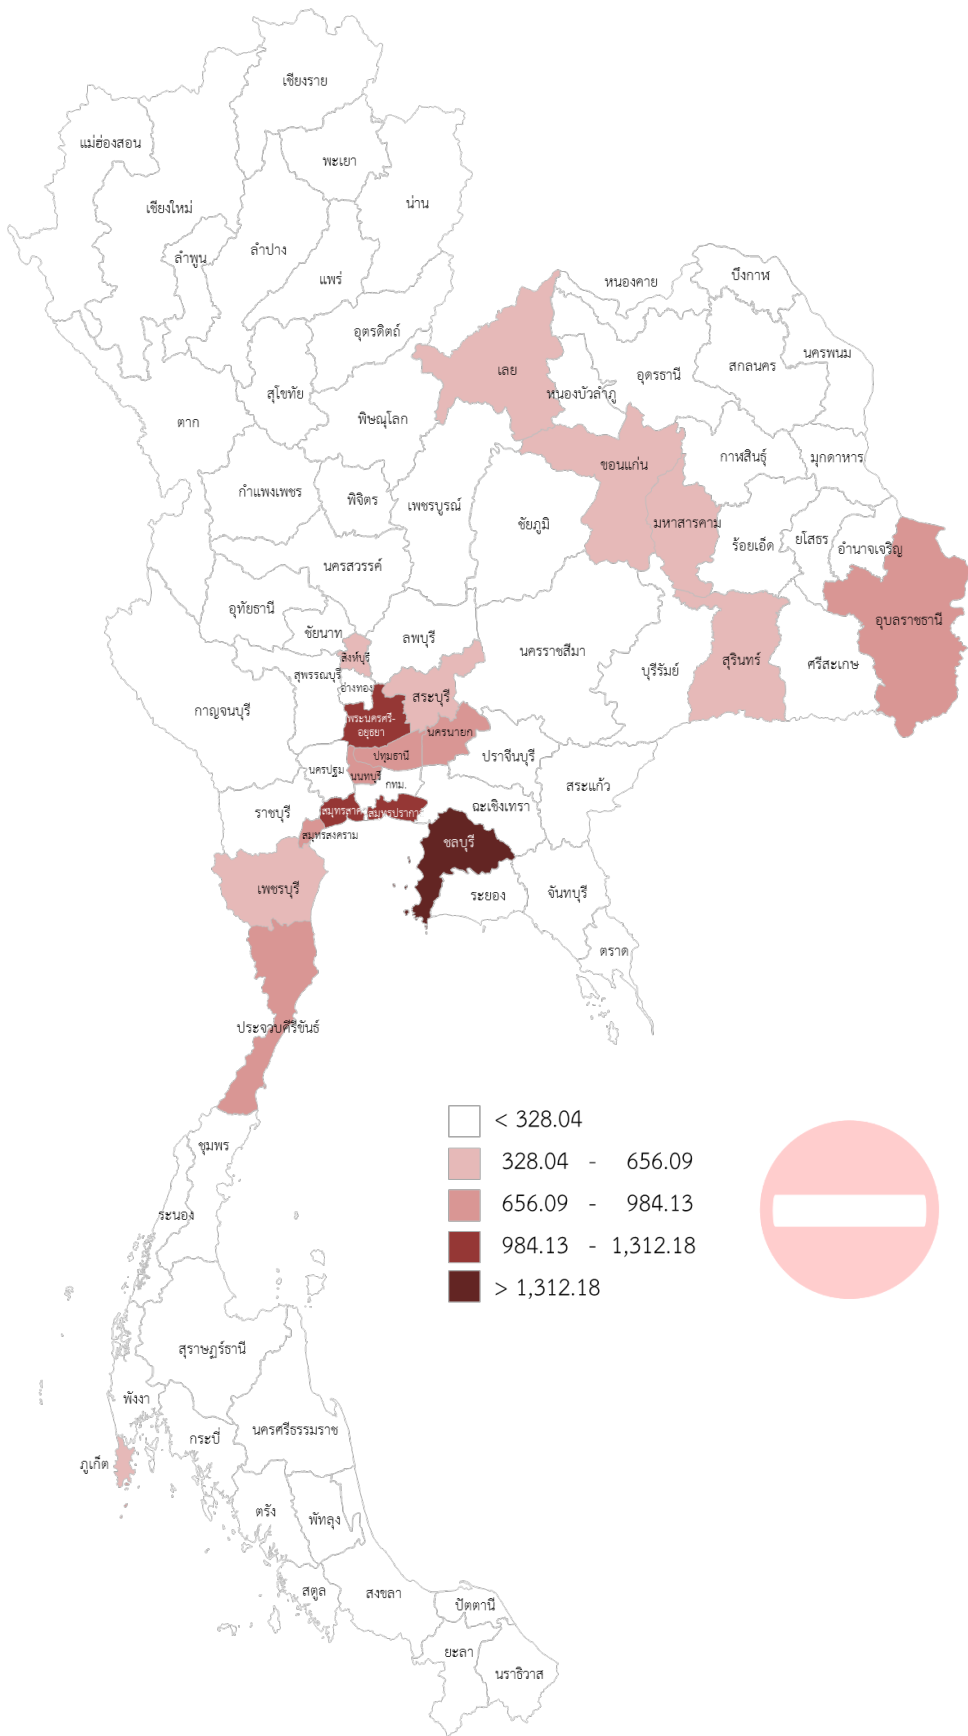 เชียงราย
แม่ฮ่องสอน
พะเยา
น่าน
เชียงใหม่
ลำปาง
ลำพูน
แพร่
หนองคาย
บึงกาฬ
อุตรดิตถ์
นครพนม
สกลนคร
เลย
อุดรธานี
สุโขทัย
หนองบัวลำภู
ตาก
พิษณุโลก
กาฬสินธุ์
มุกดาหาร
ขอนแก่น
กำแพงเพชร
พิจิตร
เพชรบูรณ์
ชัยภูมิ
มหาสารคาม
ร้อยเอ็ด
ยโสธร
อำนาจเจริญ
นครสวรรค์
อุทัยธานี
อุบลราชธานี
ชัยนาท
ลพบุรี
นครราชสีมา
สิงห์บุรี
สุรินทร์
ศรีสะเกษ
บุรีรัมย์
สุพรรณบุรี
อ่างทอง
สระบุรี
กาญจนบุรี
พระนครศรี-
อยุธยา
นครนายก
ปทุมธานี
ปราจีนบุรี
นครปฐม
นนทบุรี
กทม.
สระแก้ว
ฉะเชิงเทรา
ราชบุรี
สมุทรสาค
สมุทรปราการ
สมุทรสงคราม
ชลบุรี
เพชรบุรี
ระยอง
จันทบุรี
ตราด
ประจวบคีรีขันธ์
< 328.04
328.04 - 656.09
656.09 - 984.13
984.13 - 1,312.18
> 1,312.18
ชุมพร
ระนอง
สุราษฎร์ธานี
พังงา
กระบี่
นครศรีธรรมราช
ภูเก็ต
ตรัง
พัทลุง
สตูล
สงขลา
ปัตตานี
ยะลา
นราธิวาส